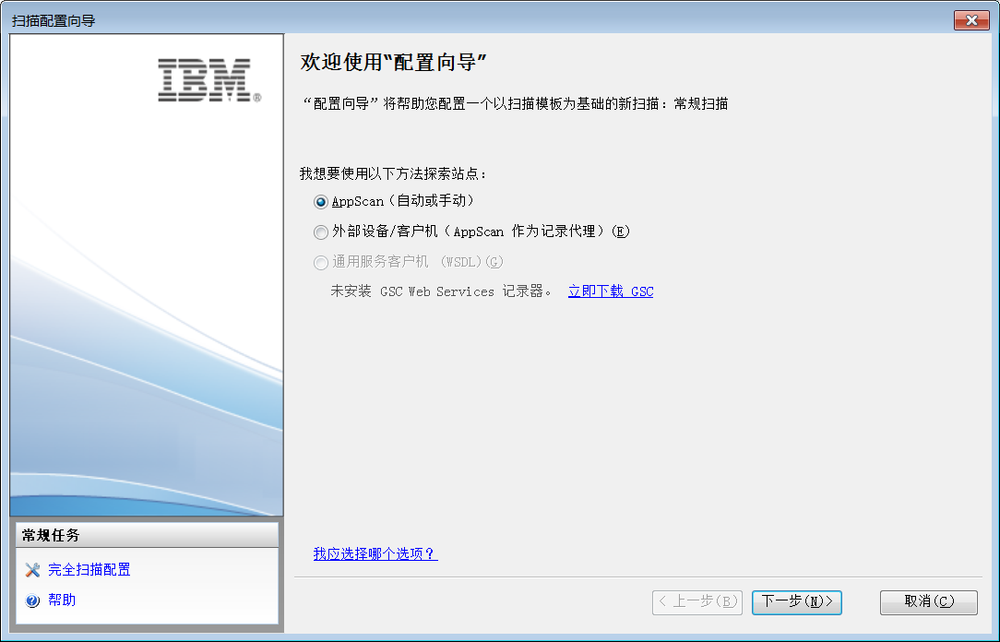 扫描配置向导
IBM®
欢迎使用“配置向导”
“配置向导”将帮助您配置一个以扫描模板为基础的新扫描：常规扫描
我想要使用以下方法探索站点：
AppScan（自动或手动）
外部设备/客户机（AppScan 作为记录代理）(E)
通用服务客户机 (WSDL)(G)
未安装 GSC Web Services 记录器。 立即下载 GSC
常规任务
完全扫描配置
帮助
我应选择哪个选项？
< 上一步(B) 下一步(N)> 取消(C)